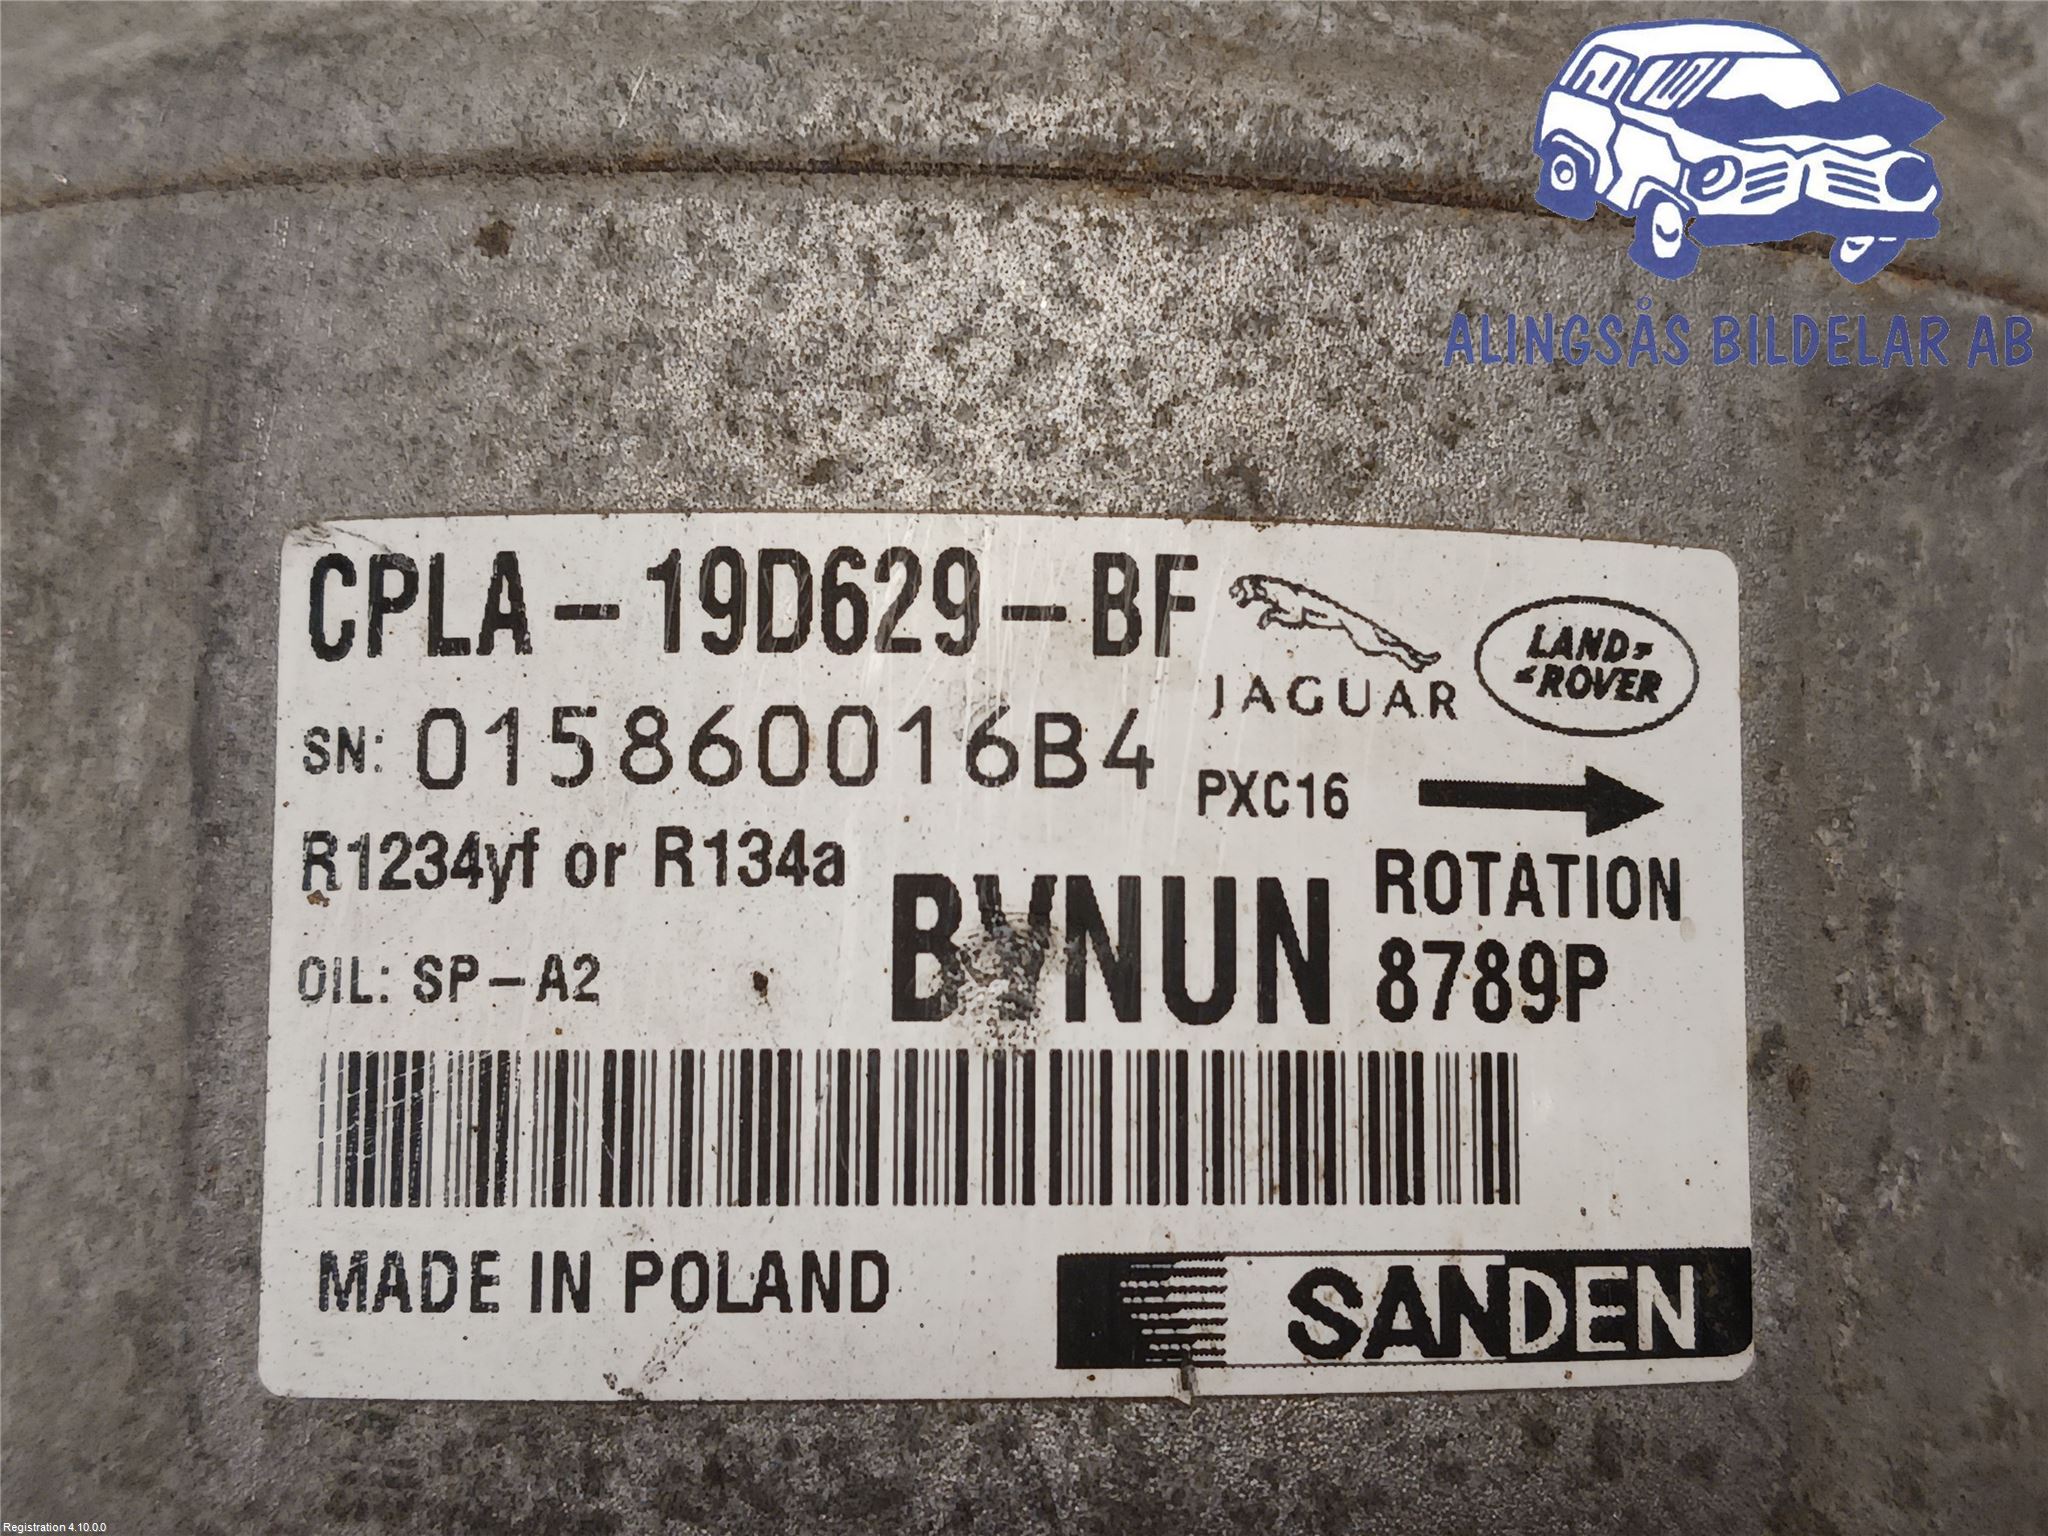 ALINGSÅS BILDELAR AB
CPLA-19D629-BF
JAGUAR
LAND-
-ROVER
SN: 015860016B4
PXC16
R1234yf or R134a
ROTATION
OIL: SP-A2
BVNUN
8789P
MADE IN POLAND
SANDEN
Registration 4.10.0.0